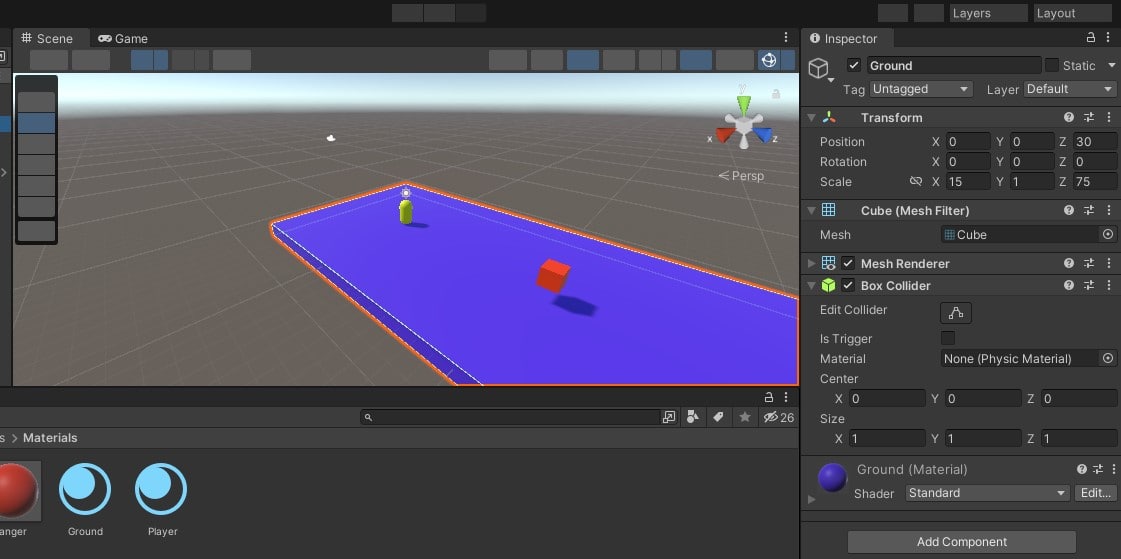 Layers Layout
Scene Game
Inspector
Ground Static
Tag Untagged Layer Default
Transform
Position X 0 Y 0 Z 30
Rotation X 0 Y 0 Z 0
Scale X 15 Y 1 Z 75
Cube (Mesh Filter)
Mesh Cube
Mesh Renderer
Box Collider
Edit Collider
Is Trigger
Material None (Physic Material)
Center
X 0 Y 0 Z 0
Size
X 1 Y 1 Z 1
Ground (Material)
Shader Standard Edit...
Add Component
y
x z
Persp
26
s > Materials
anger Ground Player